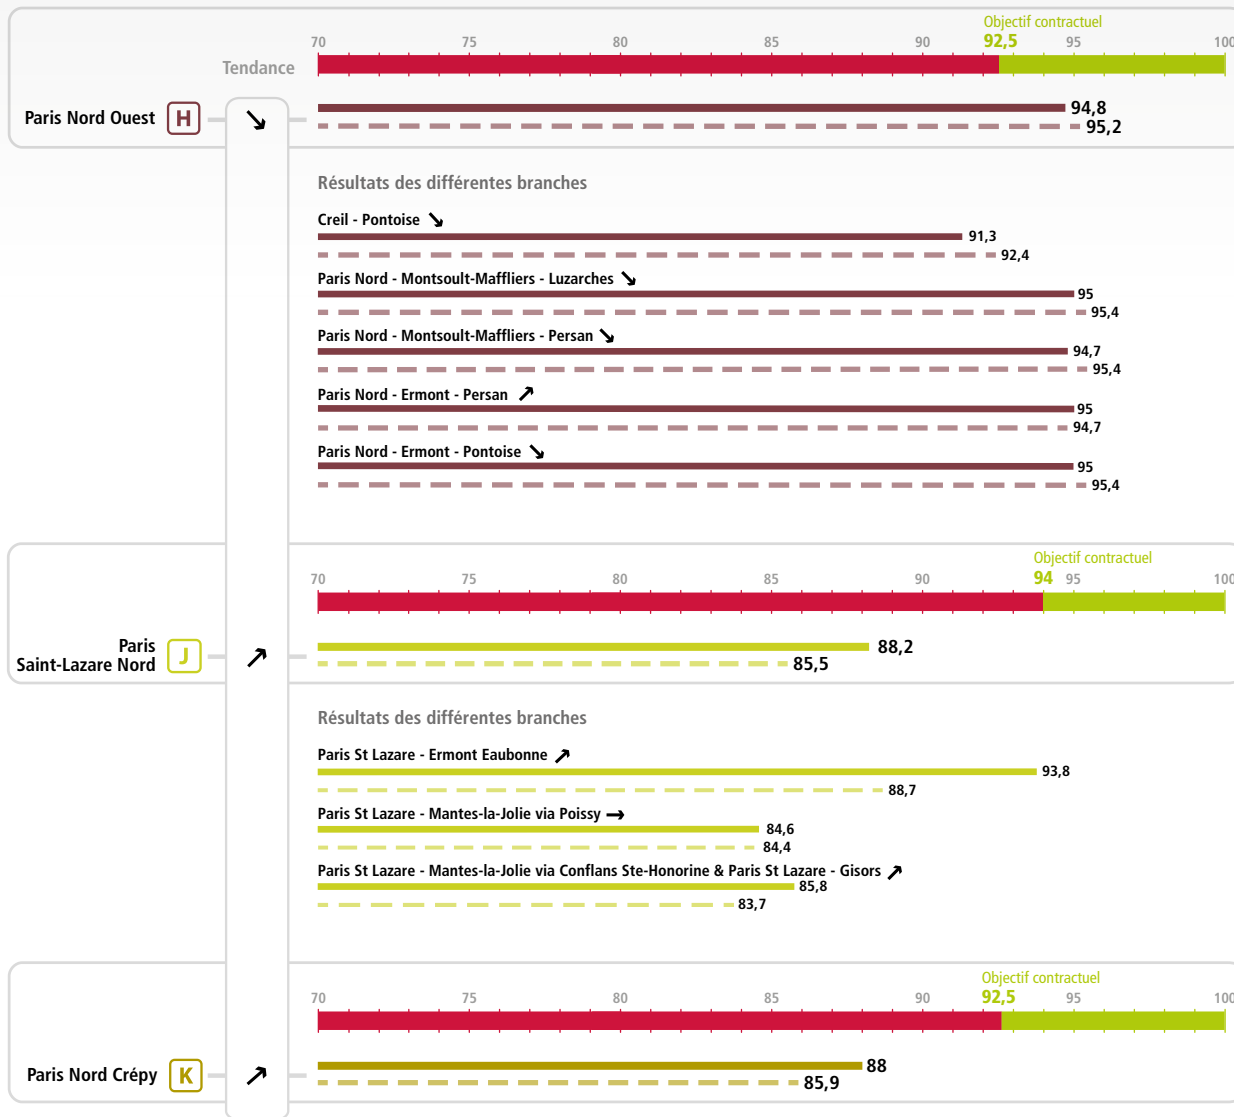 Objectif contractuel
70 75 80 85 90 92,5 95 100
Tendance
Paris Nord Ouest H
94,8
95,2
Résultats des différentes branches
Creil - Pontoise
91,3
92,4
Paris Nord - Montsoult-Maffliers - Luzarches
95
95,4
Paris Nord - Montsoult-Maffliers - Persan
94,7
95,4
Paris Nord - Ermont - Persan
95
94,7
Paris Nord - Ermont - Pontoise
95
95,4
Objectif contractuel
70 75 80 85 90 94 95 100
Paris
Saint-Lazare Nord J
88,2
85,5
Résultats des différentes branches
Paris St Lazare - Ermont Eaubonne
93,8
88,7
Paris St Lazare - Mantes-la-Jolie via Poissy
84,6
84,4
Paris St Lazare - Mantes-la-Jolie via Conflans Ste-Honorine & Paris St Lazare - Gisors
85,8
83,7
Objectif contractuel
70 75 80 85 90 92,5 95 100
Paris Nord Crépy K
88
85,9